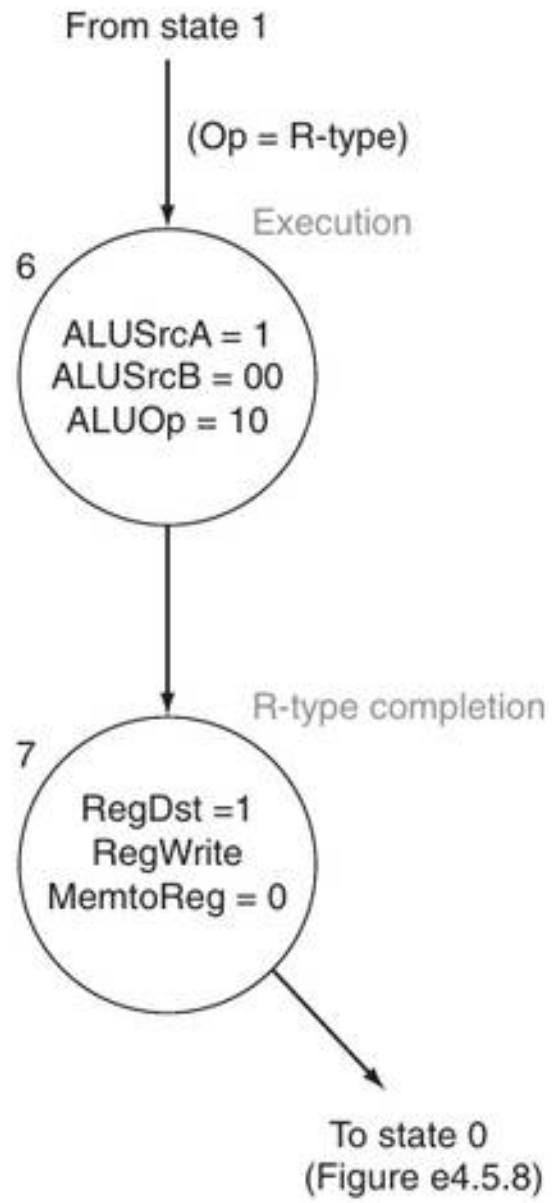 From state 1
(Op = R-type)
Execution
6
ALUSrcA = 1
ALUSrcB = 00
ALUOp = 10
R-type completion
7
RegDst =1
RegWrite
MemtoReg = 0
To state 0
(Figure e4.5.8)